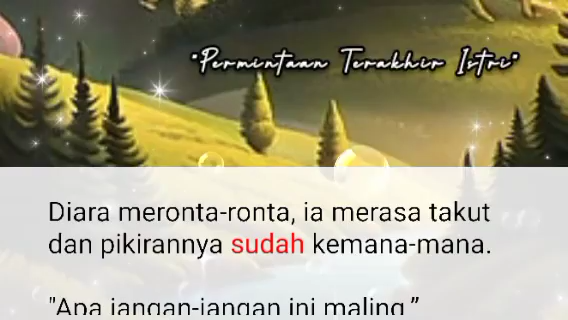 "Permintaan Terakhir Istri"
Diara meronta-ronta, ia merasa takut
dan pikirannya sudah kemana-mana.
"Apa jangan-jangan ini maling."